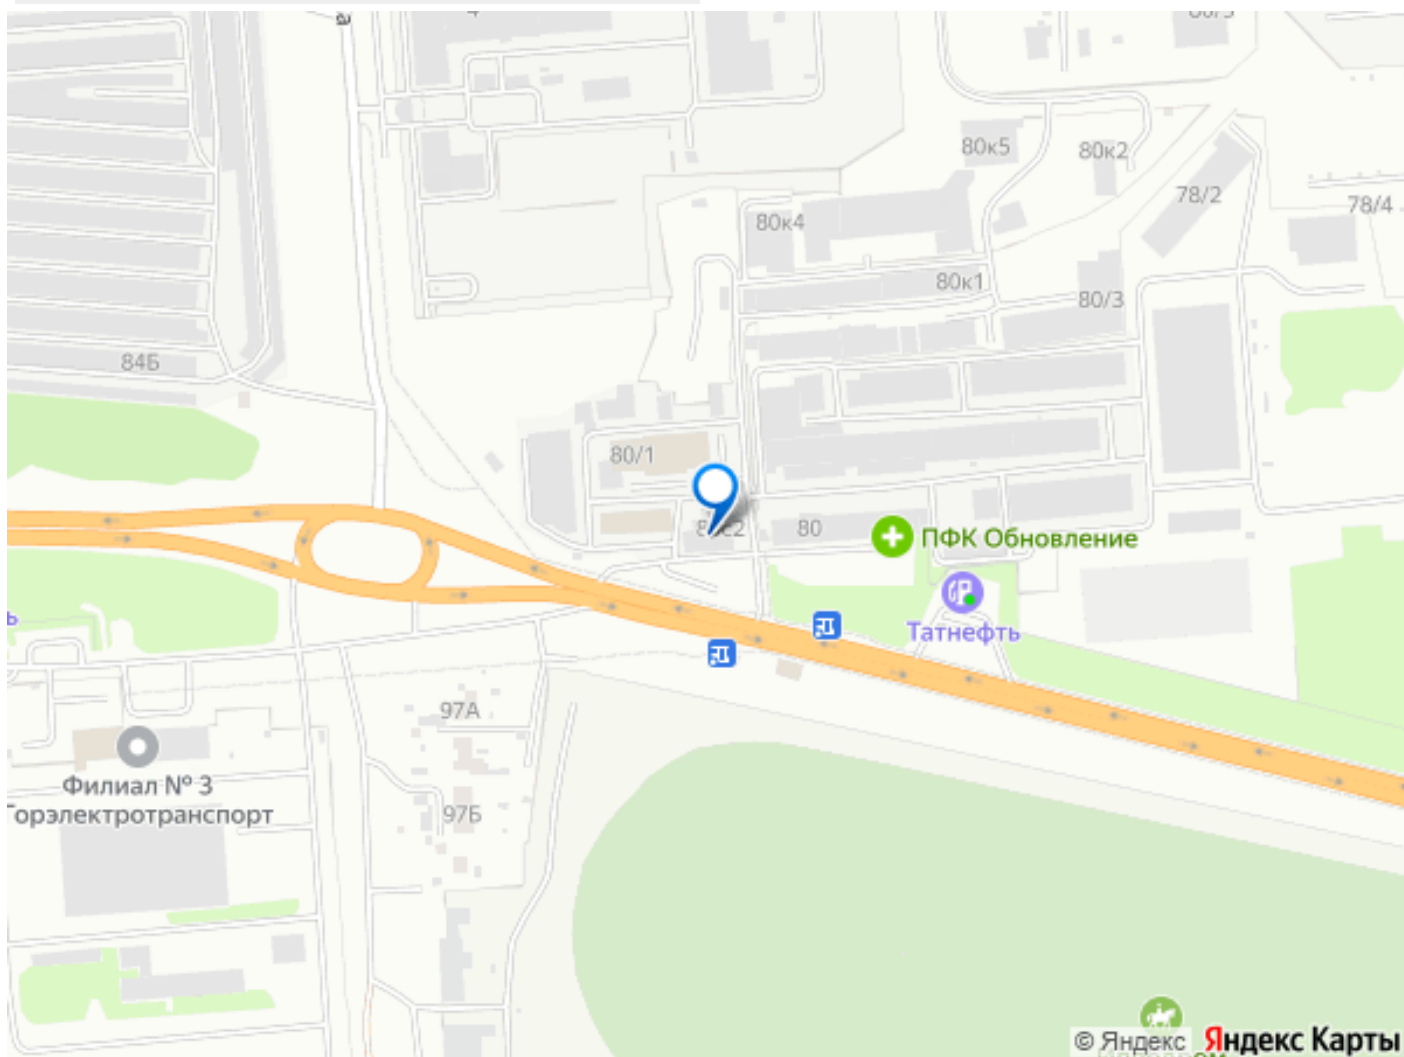 а
80к5
80к2
78/2
78/4
80к4
80к1
80/3
84Б
80/1
80
ПФК Обновление
Татнефть
ь
97А
Филиал № 3
Горэлектротранспорт
97Б
© Яндекс Яндекс Карты